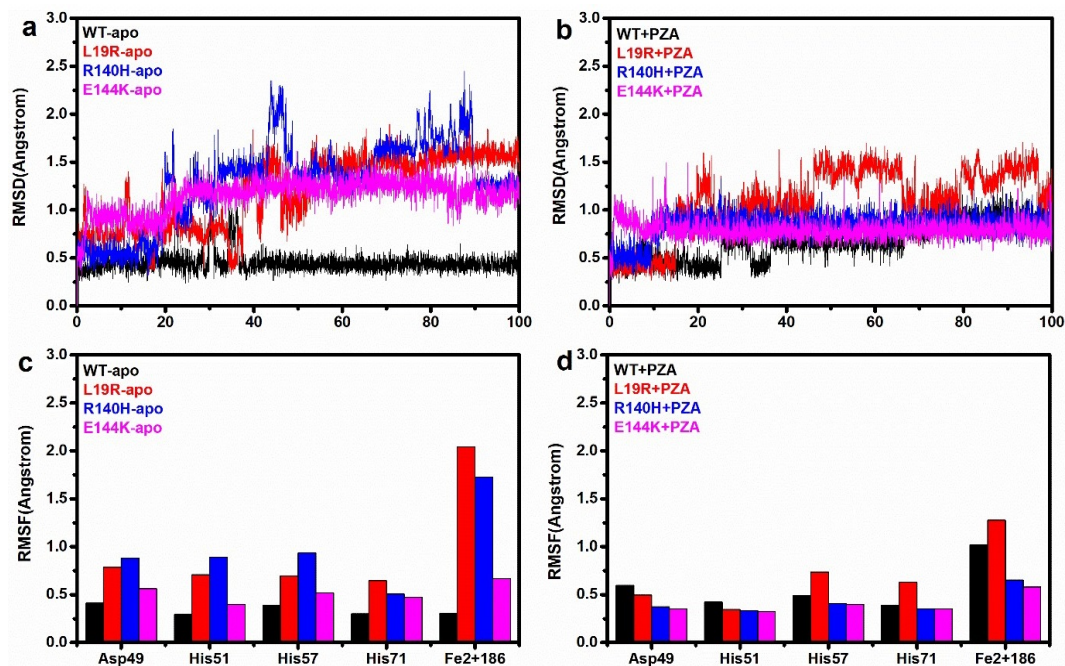 a
WT-apo
L19R-apo
R140H-apo
E144K-apo
RMSD(Angstrom)
3.0
2.5
2.0
1.5
1.0
0.5
0.0
0 20 40 60 80 100
b
WT+PZA
L19R+PZA
R140H+PZA
E144K+PZA
RMSD(Angstrom)
3.0
2.5
2.0
1.5
1.0
0.5
0.0
0 20 40 60 80 100
c
WT-apo
L19R-apo
R140H-apo
E144K-apo
RMSF(Angstrom)
3.0
2.5
2.0
1.5
1.0
0.5
0.0
Asp49 His51 His57 His71 Fe2+186
d
WT+PZA
L19R+PZA
R140H+PZA
E144K+PZA
RMSF(Angstrom)
3.0
2.5
2.0
1.5
1.0
0.5
0.0
Asp49 His51 His57 His71 Fe2+186